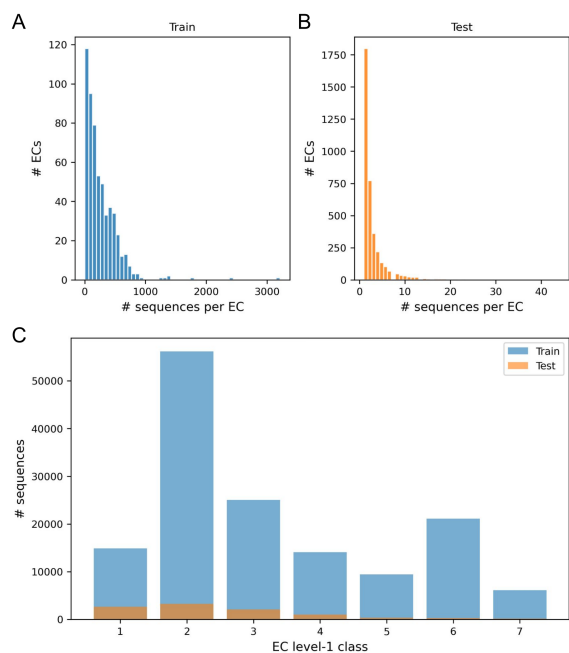 A
Train
# ECs
120
100
80
60
40
20
0
0 1000 2000 3000
# sequences per EC
B
Test
# ECs
1750
1500
1250
1000
750
500
250
0
0 10 20 30 40
# sequences per EC
C
Train
Test
# sequences
50000
40000
30000
20000
10000
0
1 2 3 4 5 6 7
EC level-1 class